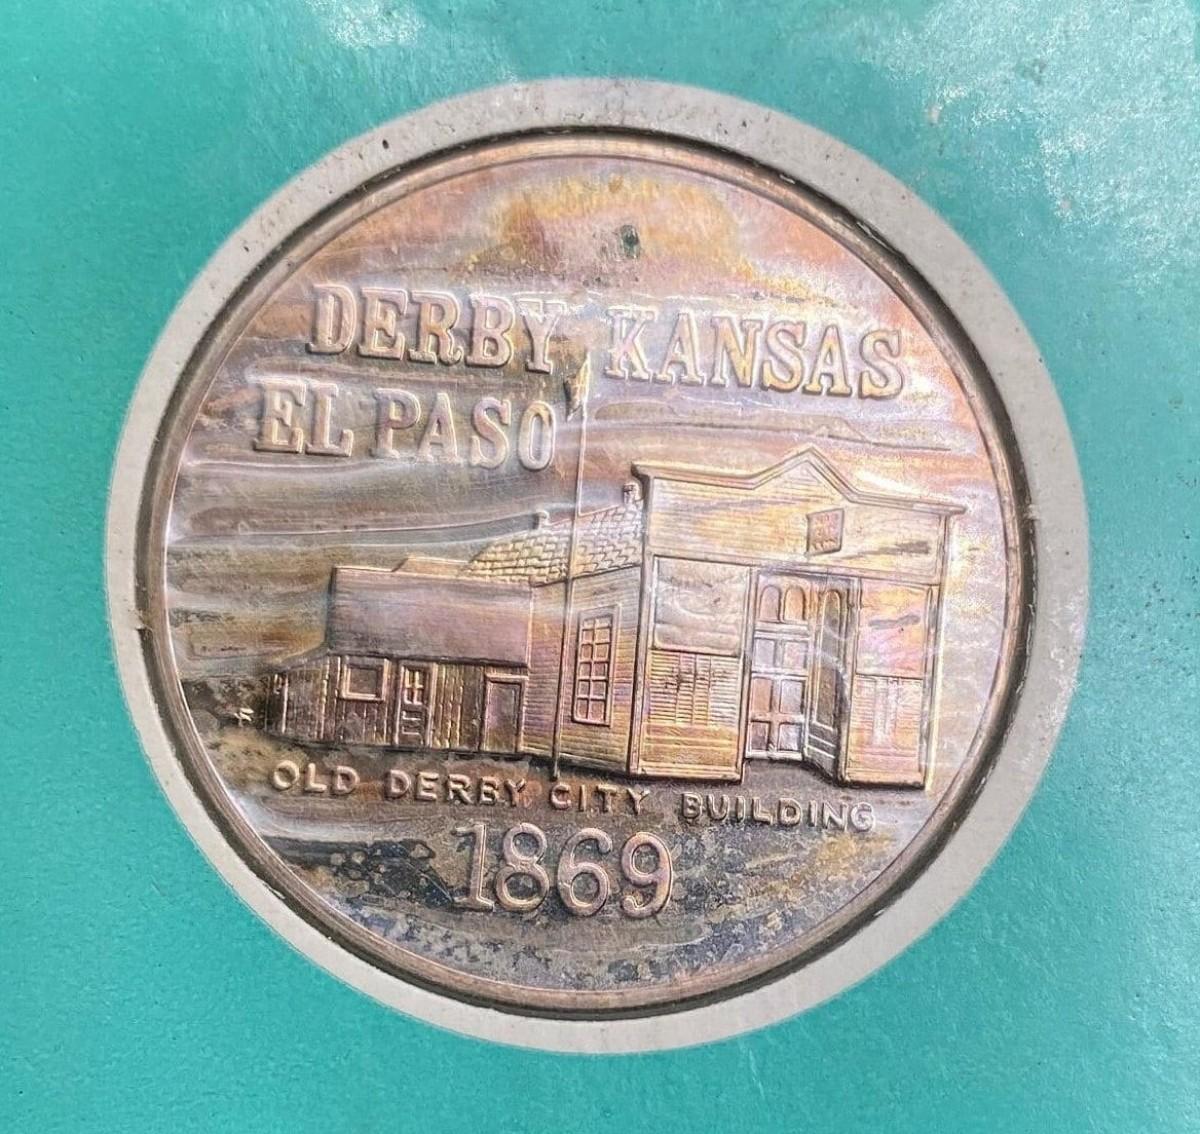 DERBY KANSAS
EL PASO
OLD DERBY CITY BUILDING
1869